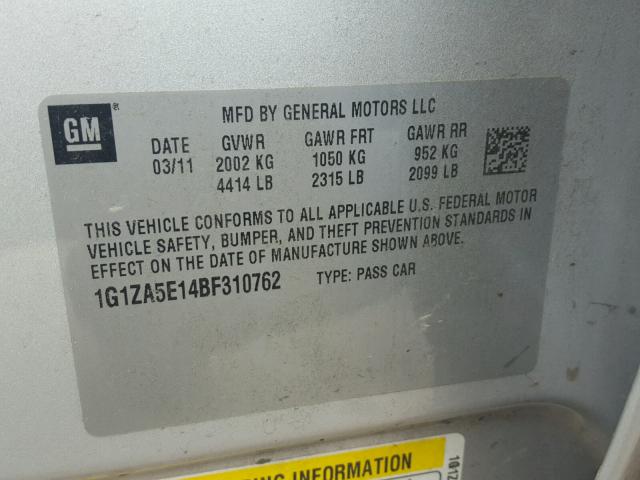 GM
®
MFD BY GENERAL MOTORS LLC
DATE GVWR GAWR FRT GAWR RR
03/11 2002 KG 1050 KG 952 KG
4414 LB 2315 LB 2099 LB
THIS VEHICLE CONFORMS TO ALL APPLICABLE U.S. FEDERAL MOTOR
VEHICLE SAFETY, BUMPER, AND THEFT PREVENTION STANDARDS IN
EFFECT ON THE DATE OF MANUFACTURE SHOWN ABOVE.
1G1ZA5E14BF310762 TYPE: PASS CAR
INFORMATION